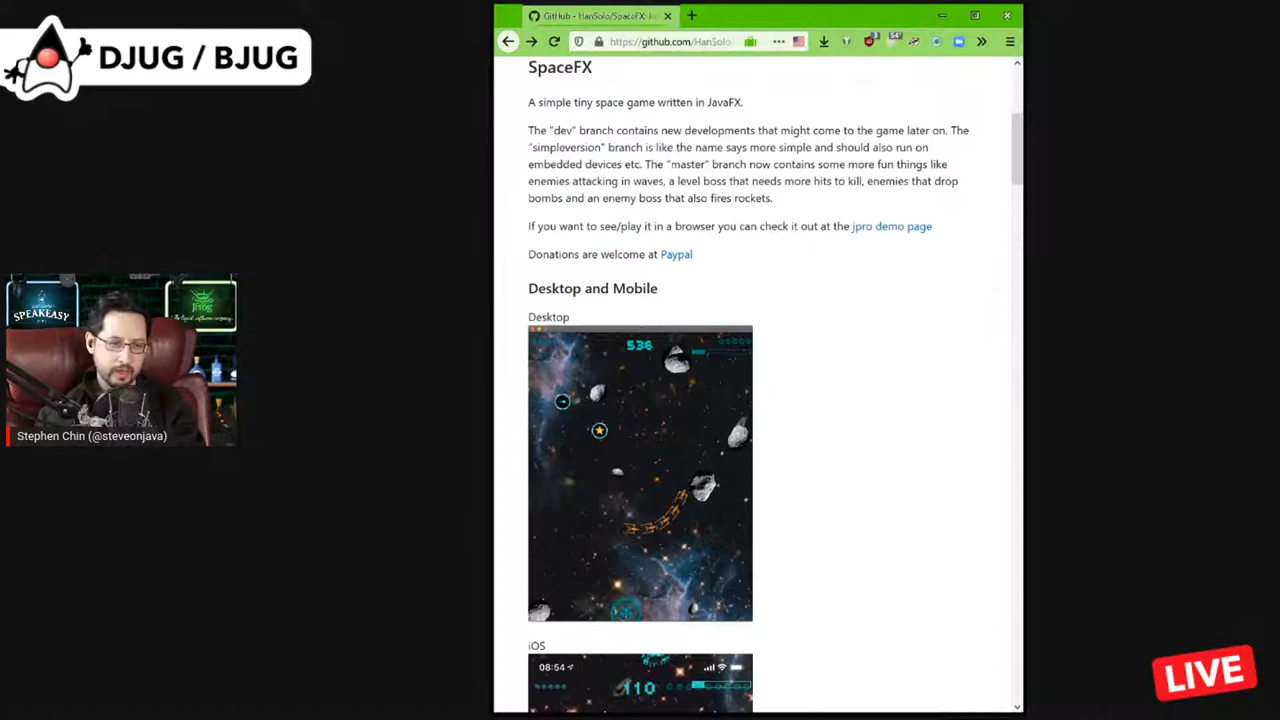 DJUG / BJUG
GitHub - HanSolo/SpaceFX:
https://github.com/HanSolo
SpaceFX
A simple tiny space game written in JavaFX.
The "dev" branch contains new developments that might come to the game later on. The
"simpleversion" branch is like the name says more simple and should also run on
embedded devices etc. The "master" branch now contains some more fun things like
enemies attacking in waves, a level boss that needs more hits to kill, enemies that drop
bombs and an enemy boss that also fires rockets.
If you want to see/play it in a browser you can check it out at the jpro demo page
Donations are welcome at Paypal
Desktop and Mobile
Desktop
536
iOS
08:54
110
SPEAKEASY
JFrog
Stephen Chin (@steveonjava)
LIVE